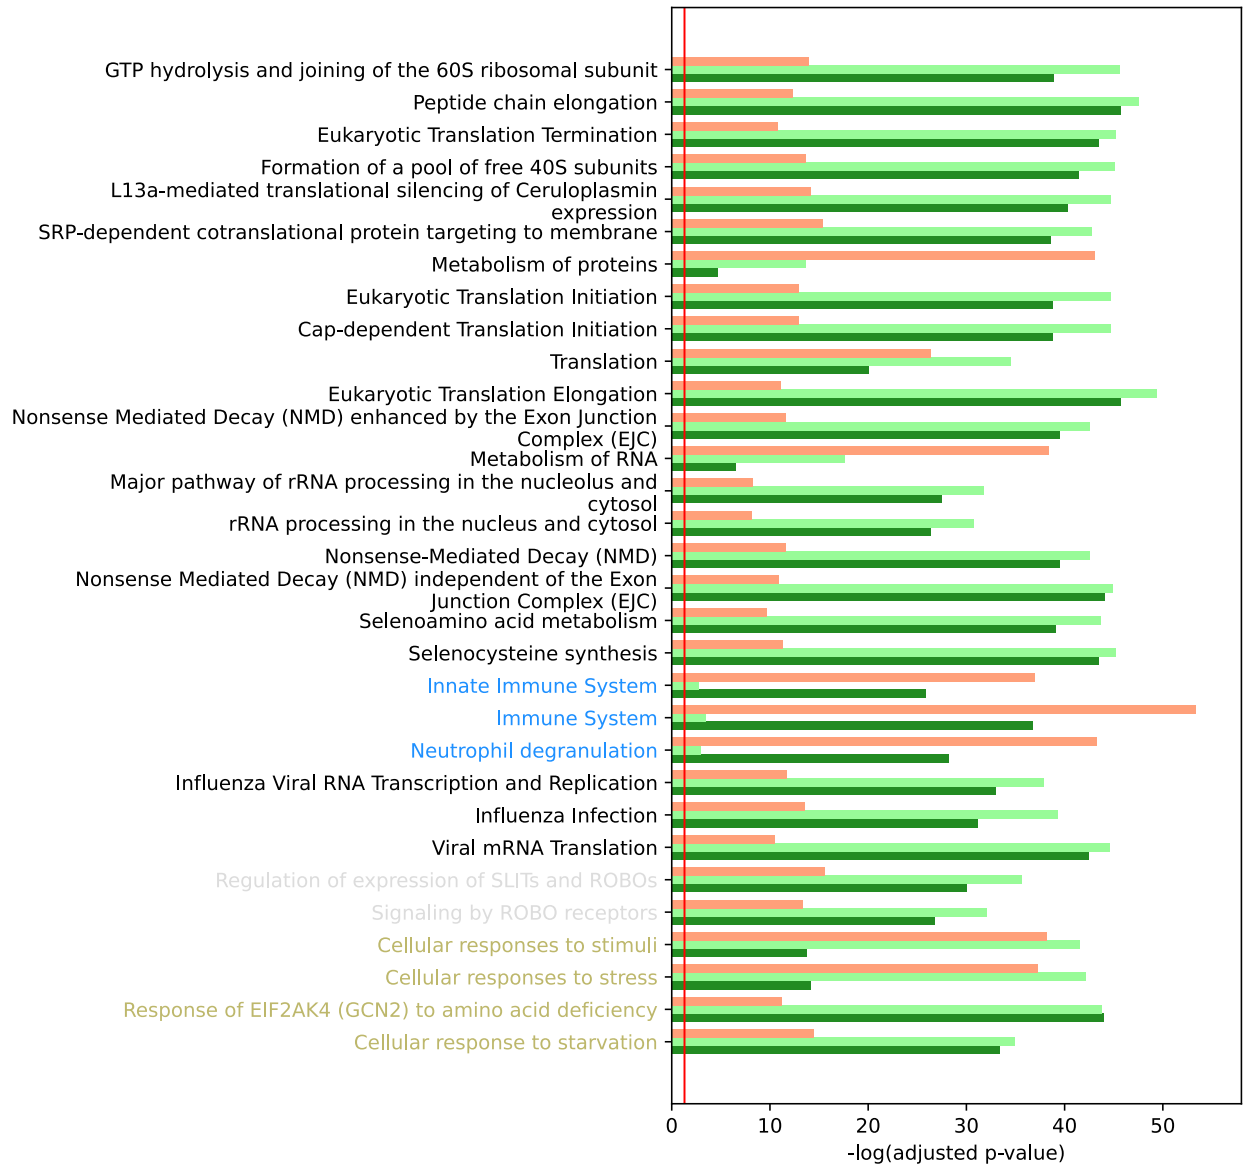 GTP hydrolysis and joining of the 60S ribosomal subunit
Peptide chain elongation
Eukaryotic Translation Termination
Formation of a pool of free 40S subunits
L13a-mediated translational silencing of Ceruloplasmin
expression
SRP-dependent cotranslational protein targeting to membrane
Metabolism of proteins
Eukaryotic Translation Initiation
Cap-dependent Translation Initiation
Translation
Eukaryotic Translation Elongation
Nonsense Mediated Decay (NMD) enhanced by the Exon Junction
Complex (EJC)
Metabolism of RNA
Major pathway of rRNA processing in the nucleolus and
cytosol
rRNA processing in the nucleus and cytosol
Nonsense-Mediated Decay (NMD)
Nonsense Mediated Decay (NMD) independent of the Exon
Junction Complex (EJC)
Selenoamino acid metabolism
Selenocysteine synthesis
Innate Immune System
Immune System
Neutrophil degranulation
Influenza Viral RNA Transcription and Replication
Influenza Infection
Viral mRNA Translation
Regulation of expression of SLITs and ROBOs
Signaling by ROBO receptors
Cellular responses to stimuli
Cellular responses to stress
Response of EIF2AK4 (GCN2) to amino acid deficiency
Cellular response to starvation
0 10 20 30 40 50
-log(adjusted p-value)